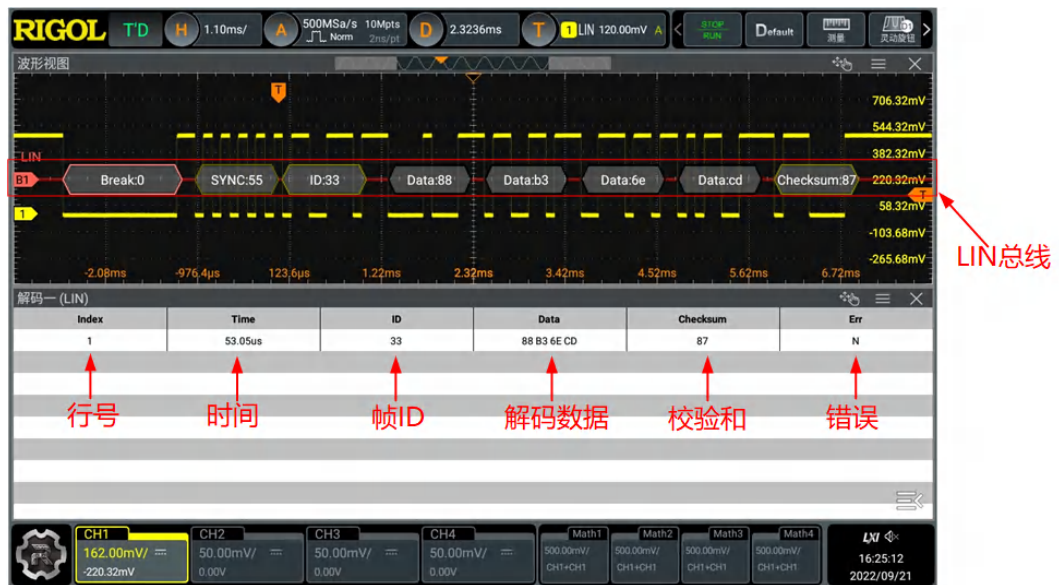 RIGOL T'D H 1.10ms/ A 500MSa/s 10Mpts Norm 2ns/pt D 2.3236ms T 1 LIN 120.00mV A STOP RUN Default 测量 灵动旋钮
波形视图
T
706.32mV
544.32mV
382.32mV
LIN
B1 Break:0 SYNC:55 ID:33 Data:88 Data:b3 Data:6e Data:cd Checksum:87 220.32mV
T
1 58.32mV
-103.68mV
LIN总线
-265.68mV
-2.08ms -976.4μs 123.6μs 1.22ms 2.32ms 3.42ms 4.52ms 5.62ms 6.72ms
解码一 (LIN)
Index Time ID Data Checksum Err
1 53.05us 33 88 B3 6E CD 87 N
行号 时间 帧ID 解码数据 校验和 错误
CH1 CH2 CH3 CH4 Math1 Math2 Math3 Math4
162.00mV/ 50.00mV/ 50.00mV/ 50.00mV/ 500.00mV/ 500.00mV/ 500.00mV/ 500.00mV/
-220.32mV 0.00V 0.00V 0.00V CH1+CH1 CH1+CH1 CH1+CH1 CH1+CH1
LXI
16:25:12
2022/09/21